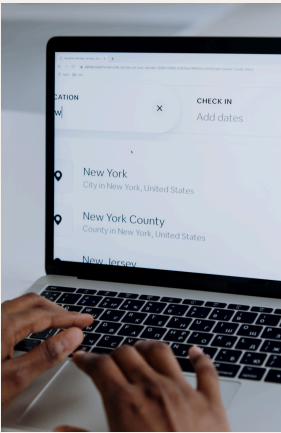 CATION
w
CHECK IN
Add dates
New York
City in New York, United States
New York County
County in New York, United States
New Jersey